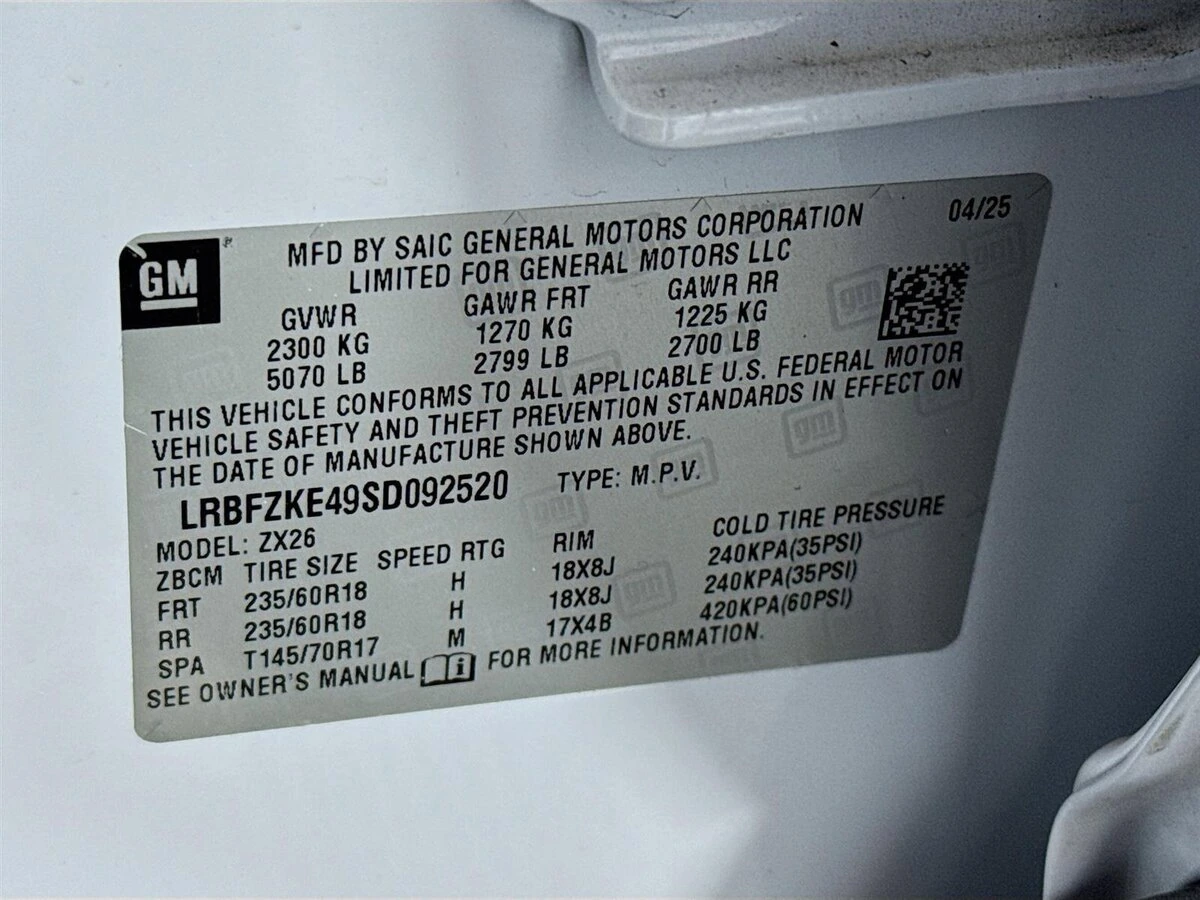 GM
MFD BY SAIC GENERAL MOTORS CORPORATION 04/25
LIMITED FOR GENERAL MOTORS LLC
GVWR GAWR FRT GAWR RR
2300 KG 1270 KG 1225 KG
5070 LB 2799 LB 2700 LB
THIS VEHICLE CONFORMS TO ALL APPLICABLE U.S. FEDERAL MOTOR
VEHICLE SAFETY AND THEFT PREVENTION STANDARDS IN EFFECT ON
THE DATE OF MANUFACTURE SHOWN ABOVE.
LRBFZKE49SD092520 TYPE: M.P.V.
MODEL: ZX26
ZBCM TIRE SIZE SPEED RTG RIM COLD TIRE PRESSURE
FRT 235/60R18 H 18X8J 240KPA(35PSI)
RR 235/60R18 H 18X8J 240KPA(35PSI)
SPA T145/70R17 M 17X4B 420KPA(60PSI)
SEE OWNER'S MANUAL FOR MORE INFORMATION.